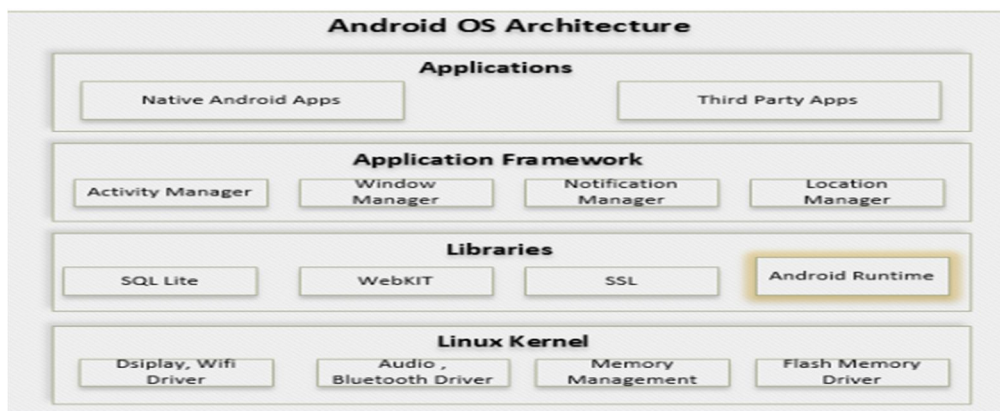 Android OS Architecture
Applications
Native Android Apps
Third Party Apps
Application Framework
Activity Manager
Window
Manager
Notification
Manager
Location
Manager
Libraries
SQL Lite
WebKIT
SSL
Android Runtime
Linux Kernel
Dsiplay, Wifi
Driver
Audio ,
Bluetooth Driver
Memory
Management
Flash Memory
Driver